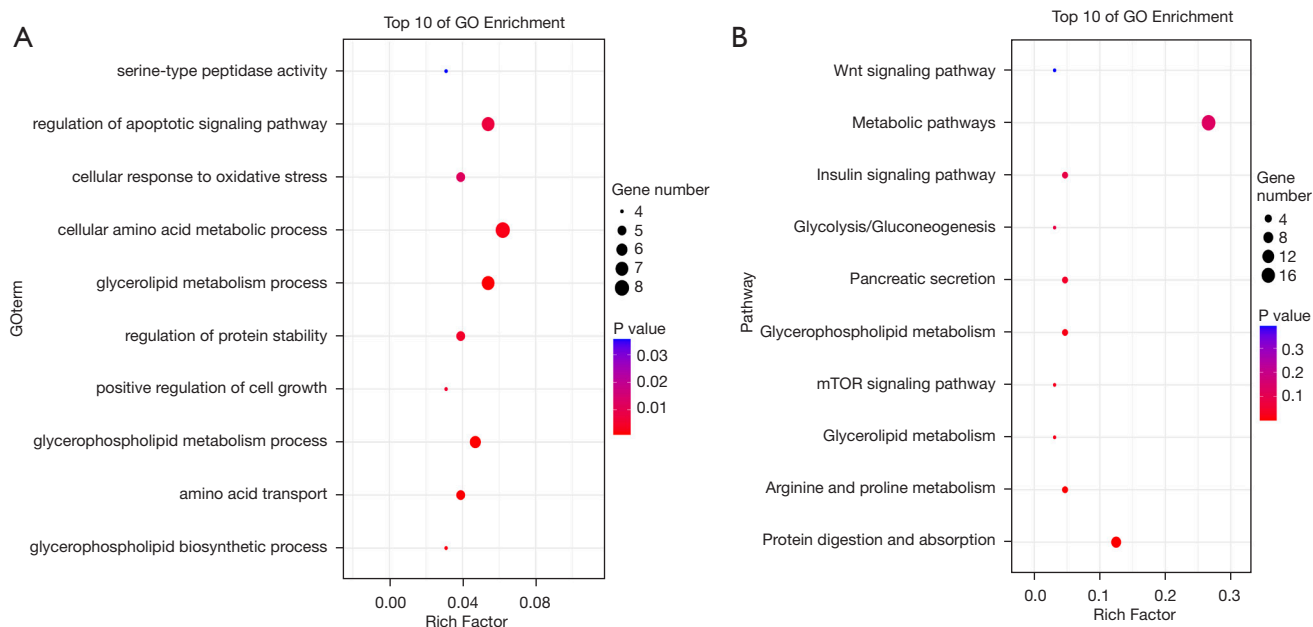 A
Top 10 of GO Enrichment
GOterm
serine-type peptidase activity
regulation of apoptotic signaling pathway
cellular response to oxidative stress
cellular amino acid metabolic process
glycerolipid metabolism process
regulation of protein stability
positive regulation of cell growth
glycerophospholipid metabolism process
amino acid transport
glycerophospholipid biosynthetic process
0.00 0.04 0.08
Rich Factor
Gene number
4
5
6
7
8
P value
0.03
0.02
0.01
B
Top 10 of GO Enrichment
Pathway
Wnt signaling pathway
Metabolic pathways
Insulin signaling pathway
Glycolysis/Gluconeogenesis
Pancreatic secretion
Glycerophospholipid metabolism
mTOR signaling pathway
Glycerolipid metabolism
Arginine and proline metabolism
Protein digestion and absorption
0.0 0.1 0.2 0.3
Rich Factor
Gene
number
4
8
12
16
P value
0.3
0.2
0.1